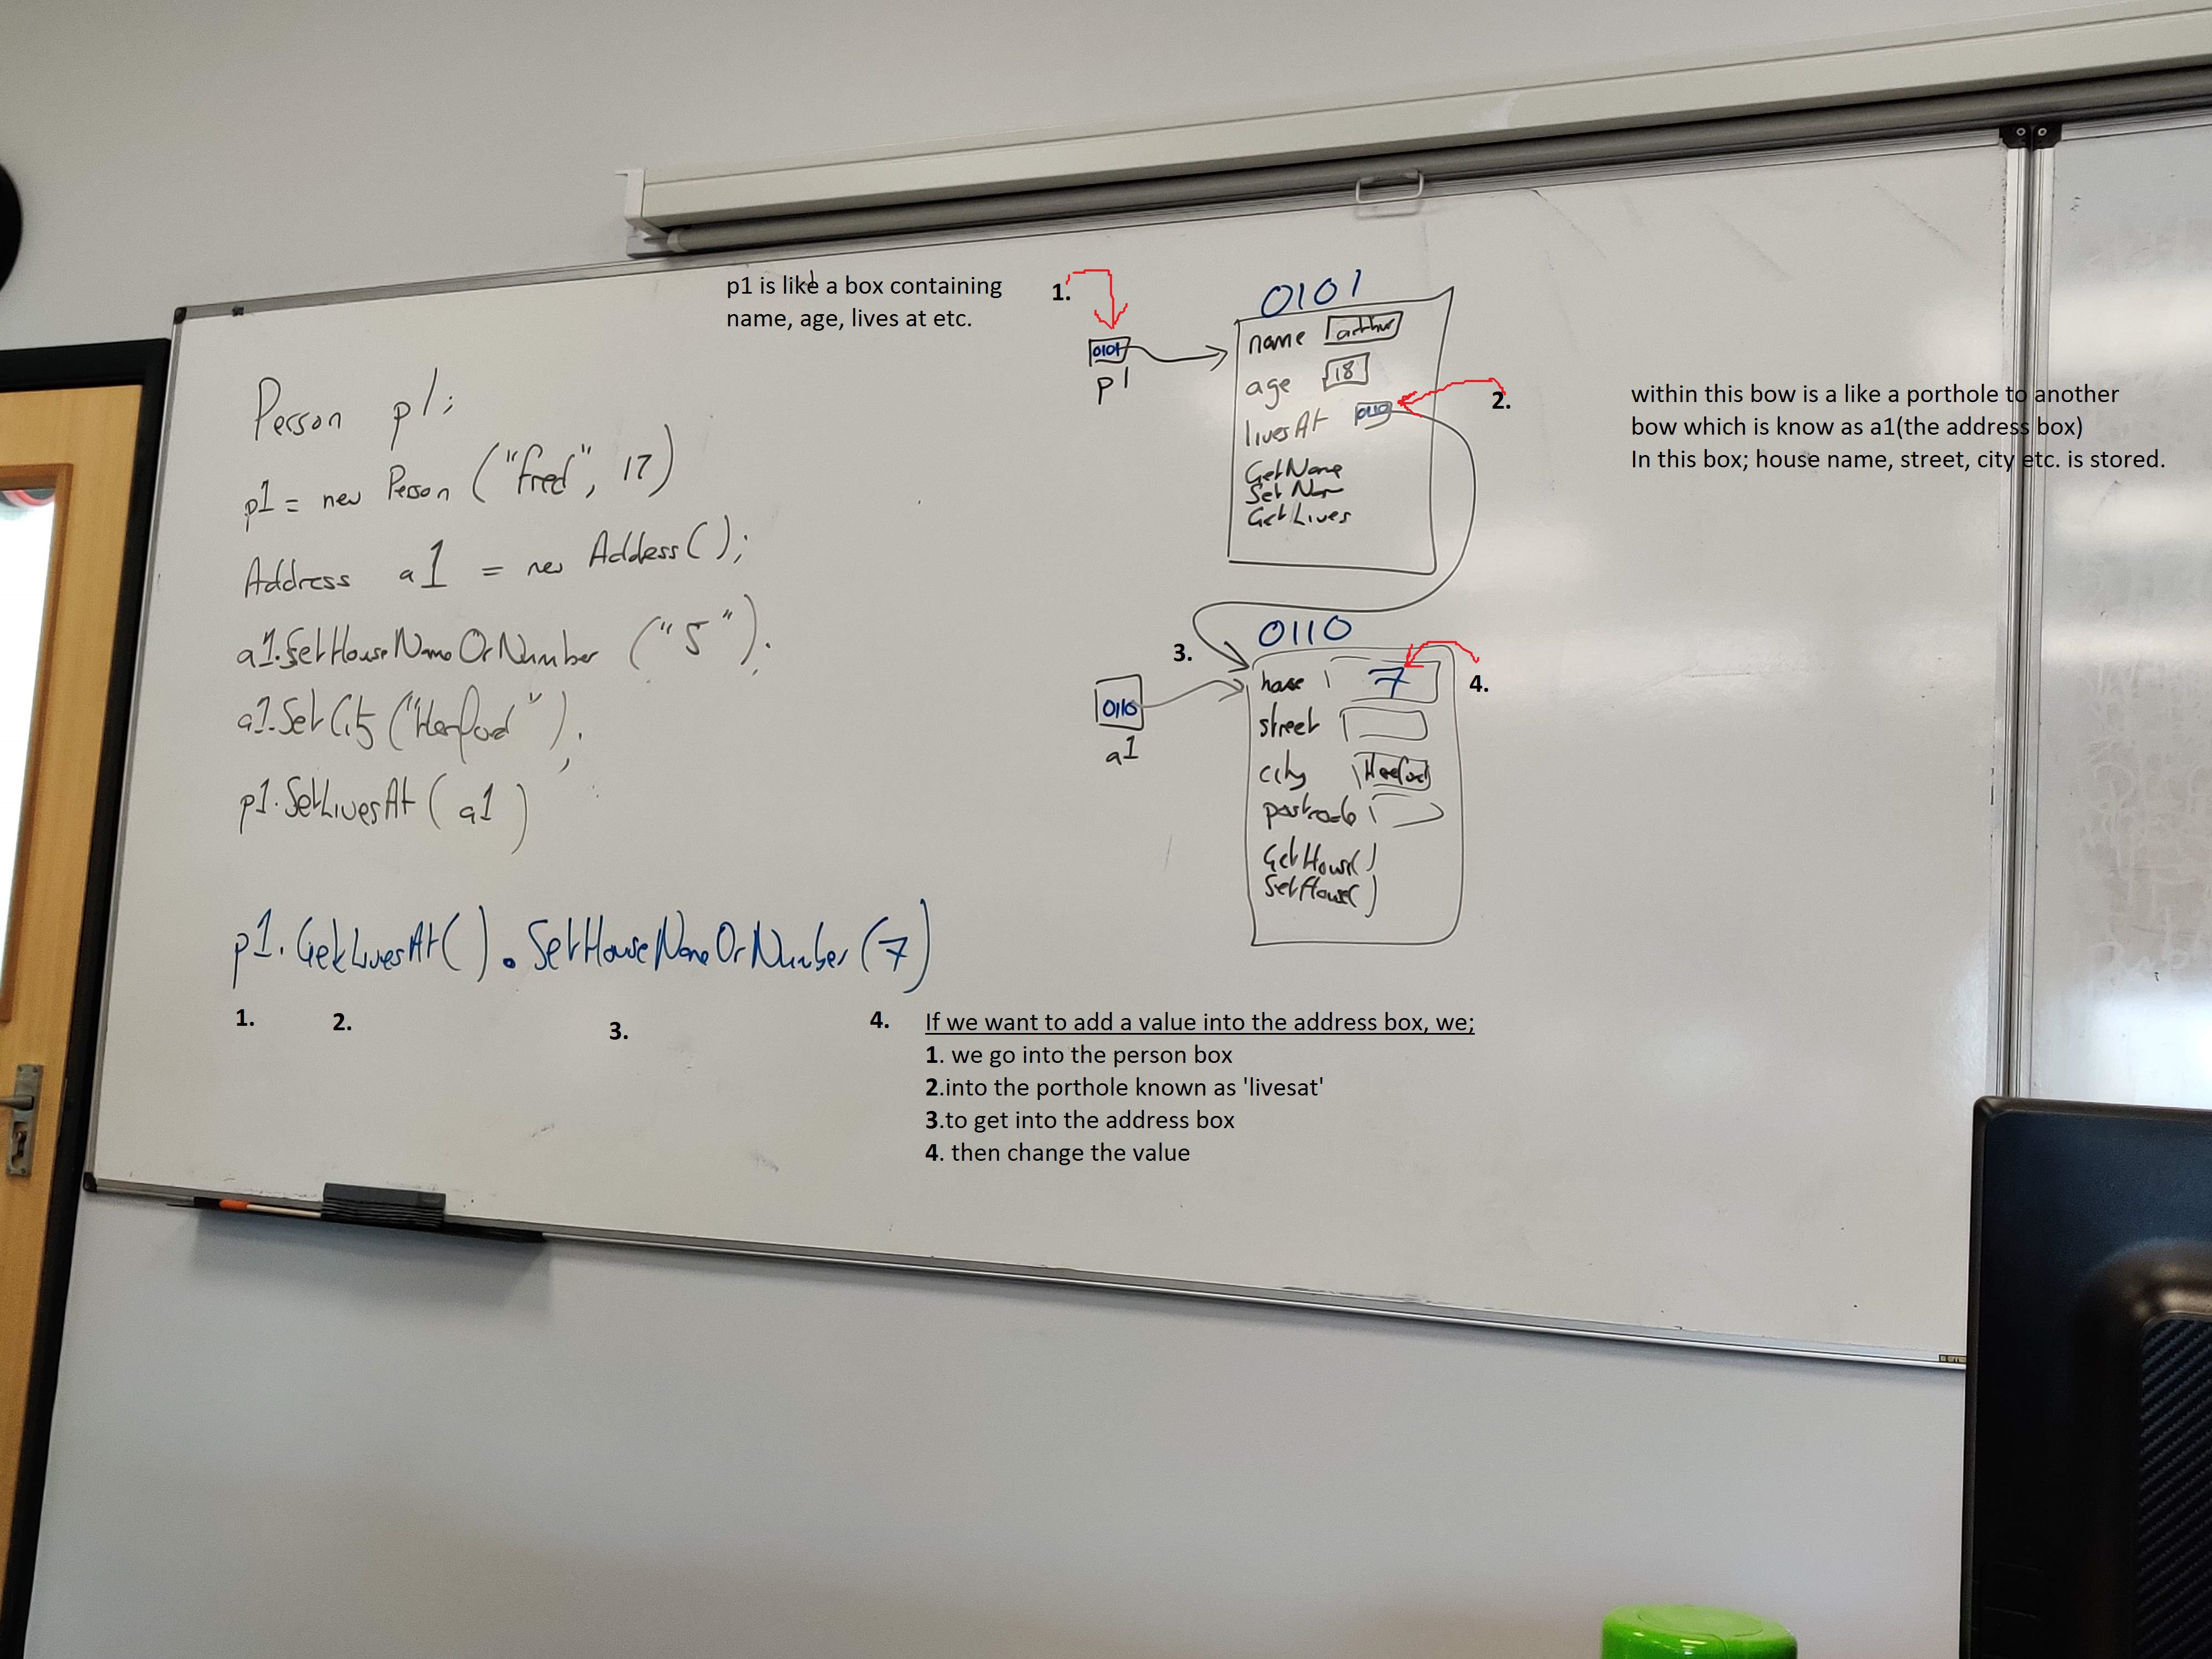 p1 is like a box containing
name, age, lives at etc.
1.
0101
p1
0101
name arthur
age 18
livesAt 0110
GetName
Set Nam
GetLives
2.
within this bow is a like a porthole to another
bow which is know as a1(the address box)
In this box; house name, street, city etc. is stored.
Person p1;
p1 = new Person ("Fred", 17)
Address a1 = new Address();
a1.SetHouseNameOrNumber ("5");
a1.SetCity ("Hereford");
p1.SetLivesAt (a1)
3.
0110
0110
a1
house 7
4.
street
city Hereford
postcode
GetHouse()
SetHouse()
p1.GetLivesAt().SetHouseNameOrNumber (7)
1. 2. 3. 4.
If we want to add a value into the address box, we;
1. we go into the person box
2.into the porthole known as 'livesat'
3.to get into the address box
4. then change the value